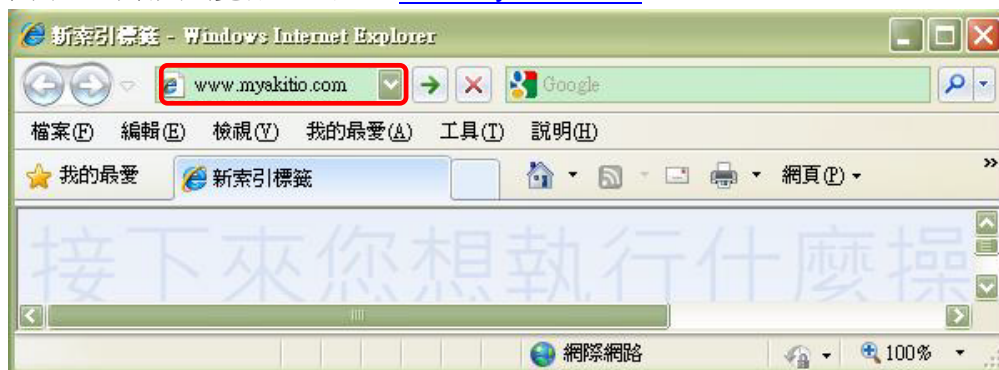 新索引標籤 - Windows Internet Explorer
www.myakitio.com Google
檔案(F) 編輯(E) 檢視(V) 我的最愛(A) 工具(T) 說明(H)
我的最愛 新索引標籤 網頁(P) »
接下來您想執行什麼操
網際網路 100%